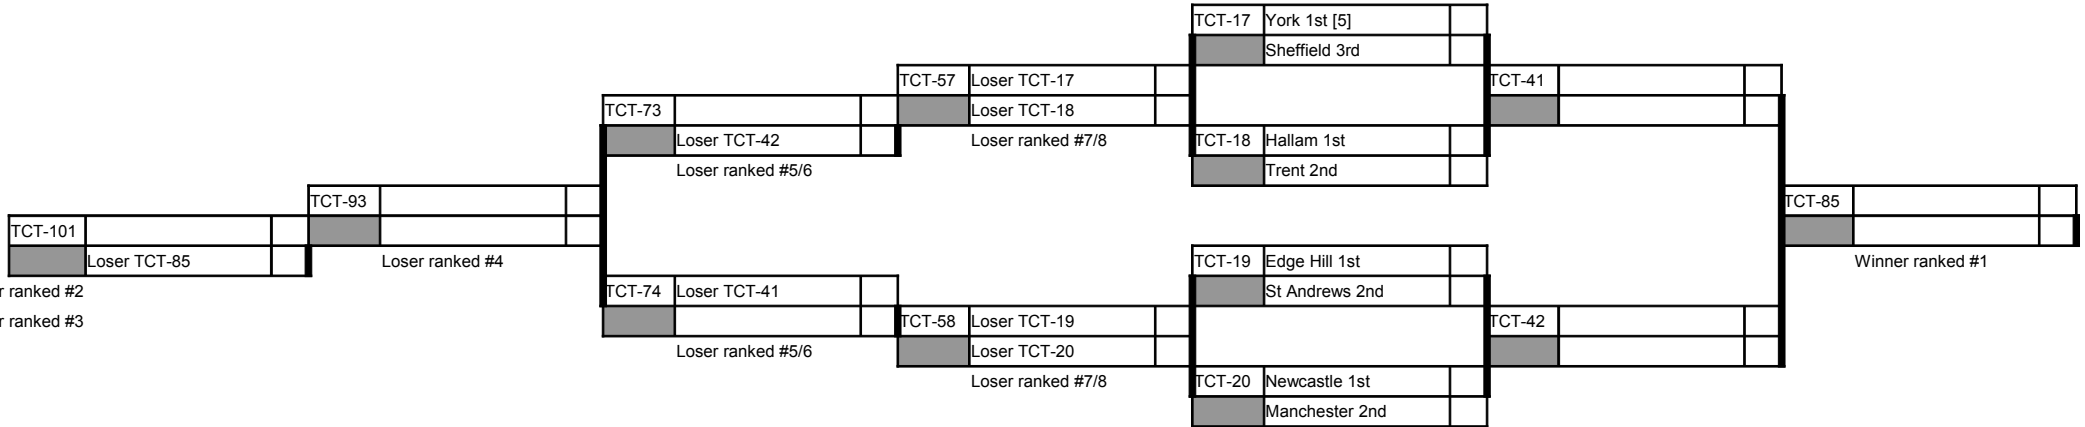 TCT-17 York 1st [5]
Sheffield 3rd
TCT-57 Loser TCT-17 TCT-41
TCT-73 Loser TCT-18
Loser TCT-42 Loser ranked #7/8 TCT-18 Hallam 1st
Loser ranked #5/6 Trent 2nd
TCT-93 TCT-85
TCT-101
Loser TCT-85 Loser ranked #4 TCT-19 Edge Hill 1st Winner ranked #1
ranked #2 TCT-74 Loser TCT-41 St Andrews 2nd
ranked #3 TCT-58 Loser TCT-19 TCT-42
Loser ranked #5/6 Loser TCT-20
Loser ranked #7/8 TCT-20 Newcastle 1st
Manchester 2nd